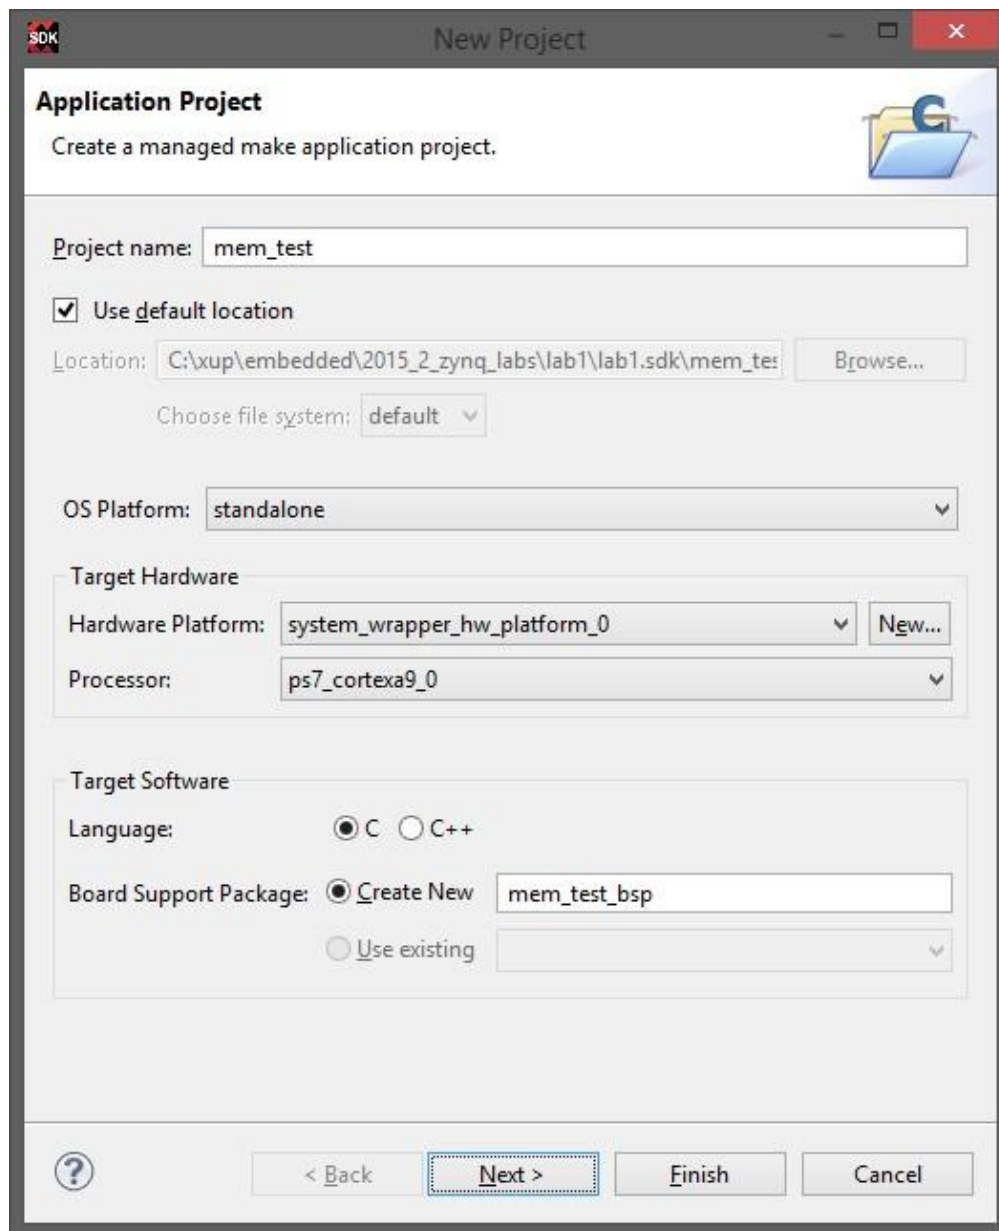 SDK
New Project
Application Project
Create a managed make application project.
C
Project name: mem_test
Use default location
Location: C:\xup\embedded\2015_2_zynq_labs\lab1\lab1.sdk\mem_tes Browse...
Choose file system: default
OS Platform: standalone
Target Hardware
Hardware Platform: system_wrapper_hw_platform_0 New...
Processor: ps7_cortexa9_0
Target Software
Language: C C++
Board Support Package: Create New mem_test_bsp
Use existing
? < Back Next > Finish Cancel